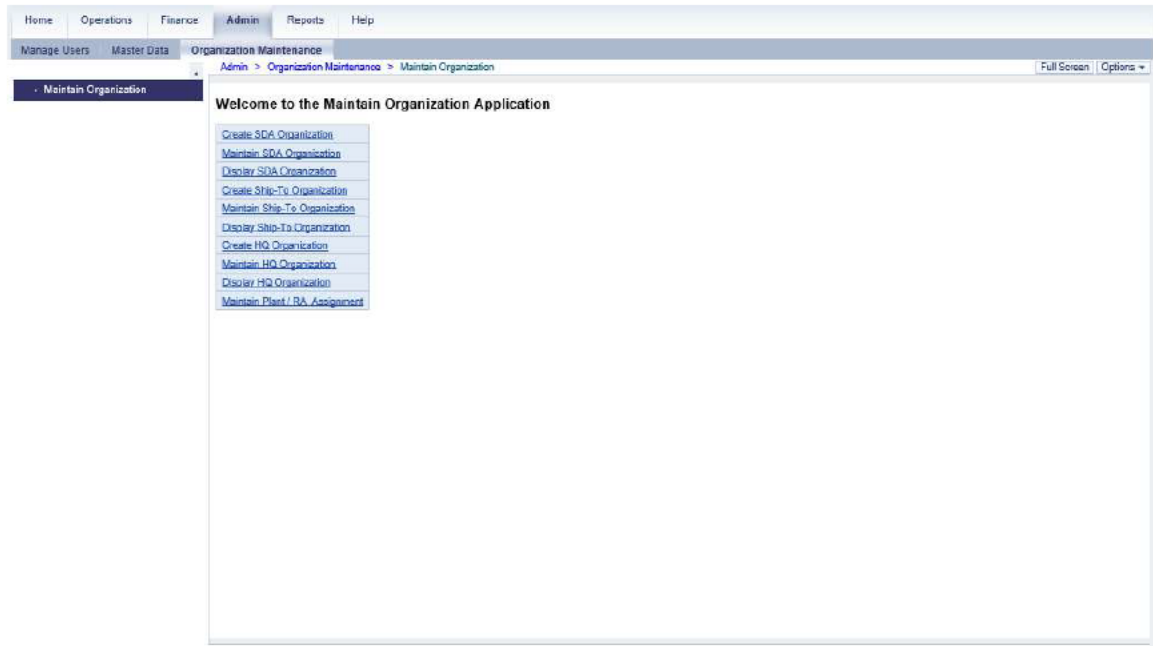 Home Operations Finance Admin Reports Help
Manage Users Master Data Organization Maintenance
Admin > Organization Maintenance > Maintain Organization
Full Screen Options
Maintain Organization
Welcome to the Maintain Organization Application
Create SDA Organization
Maintain SDA Organization
Display SDA Organization
Create Ship-To Organization
Maintain Ship-To Organization
Display Ship-To Organization
Create HQ Organization
Maintain HQ Organization
Display HQ Organization
Maintain Plant / RA Assignment